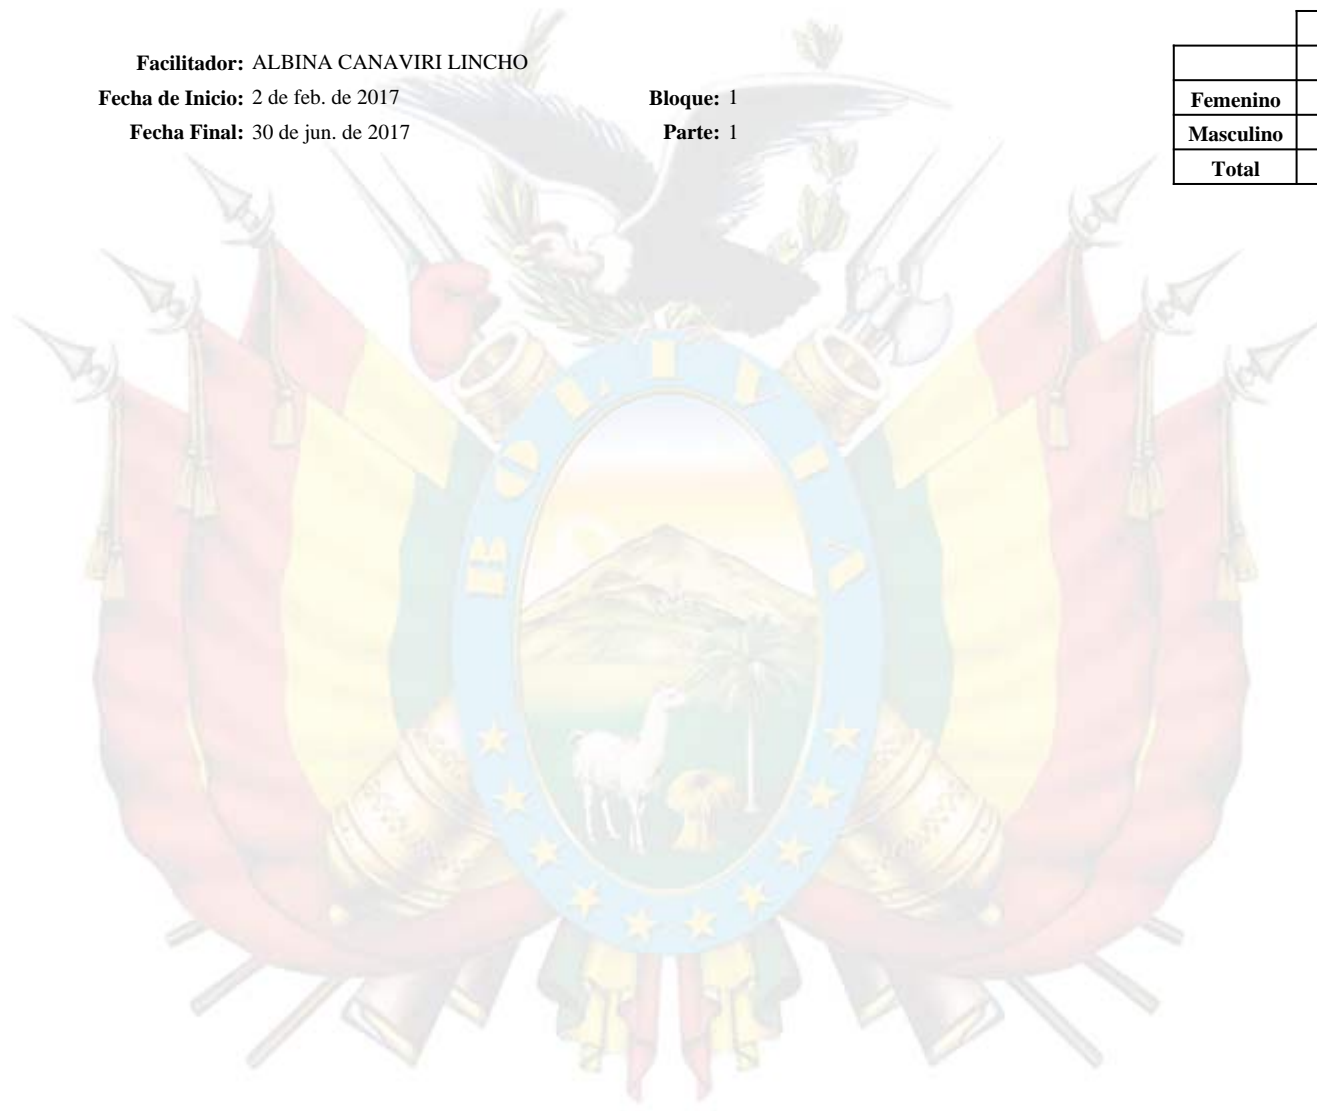 Facilitador: ALBINA CANAVIRI LINCHO
Fecha de Inicio: 2 de feb. de 2017 Bloque: 1
Fecha Final: 30 de jun. de 2017 Parte: 1
Femenino
Masculino
Total
BOLIVIA